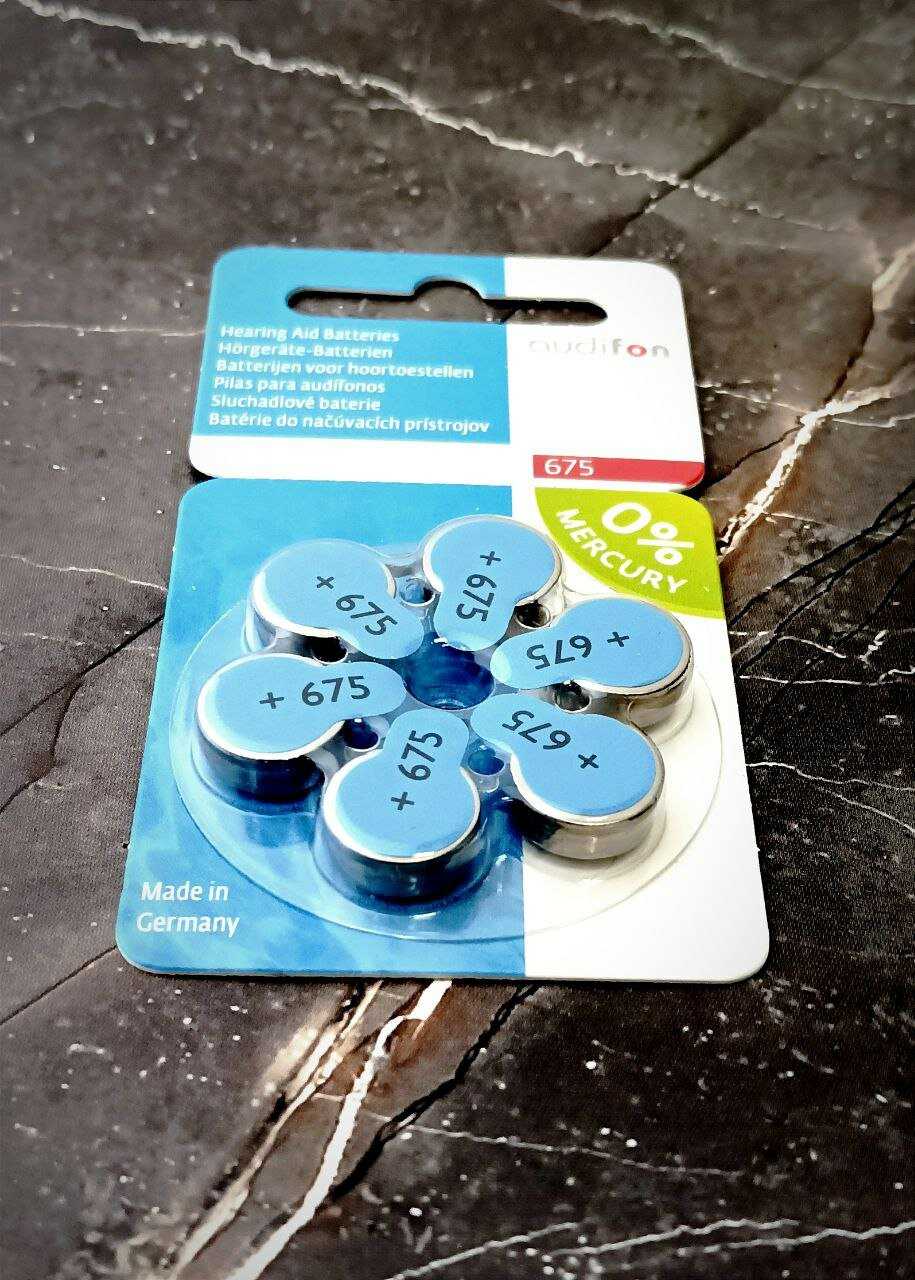 Hearing Aid Batteries
Hörgeräte-Batterien
Batterijen voor hoortoestellen
Pilas para audífonos
Sluchadlové baterie
Batérie do načúvacích prístrojov
audifon
675
0%
MERCURY
+ 675
+ 675
+ 675
+ 675
+ 675
+ 675
Made in
Germany